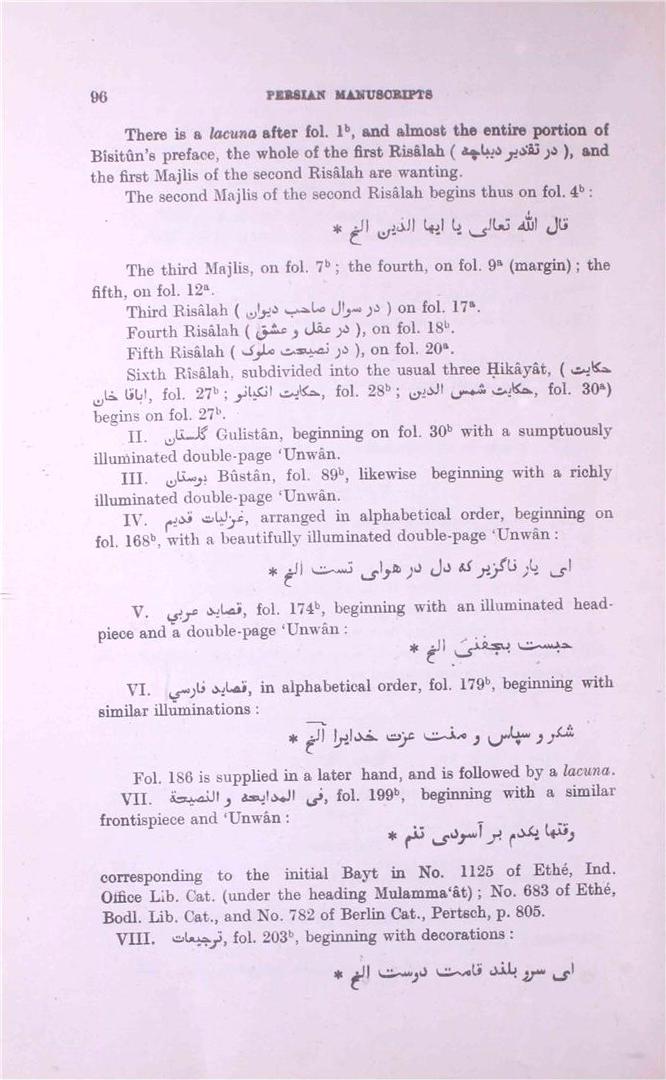 96 PERSIAN MANUSCRIPTS
There is a lacuna after fol. 1ᵇ, and almost the entire portion of
Bîsitûn's preface, the whole of the first Risâlah ( در تقدیر دیباچه ), and
the first Majlis of the second Risâlah are wanting.
The second Majlis of the second Risâlah begins thus on fol. 4ᵇ :
قال الله تعالی یا ایها الذین الخ *
The third Majlis, on fol. 7ᵇ ; the fourth, on fol. 9ᵃ (margin) ; the
fifth, on fol. 12ᵃ.
Third Risâlah ( در سوال صاحب دیوان ) on fol. 17ᵃ.
Fourth Risâlah ( در عقل و عشق ), on fol. 18ᵇ.
Fifth Risâlah ( در نصیحت ملوک ), on fol. 20ᵃ.
Sixth Rîsâlah, subdivided into the usual three Ḥikâyât, ( حکایت
اباقا خان, fol. 27ᵇ ; حکایت انکیانو, fol. 28ᵇ ; حکایت شمس الدین, fol. 30ᵃ)
begins on fol. 27ᵇ.
II. گلستان Gulistân, beginning on fol. 30ᵇ with a sumptuously
illuminated double-page ‘Unwân.
III. بوستان Bûstân, fol. 89ᵇ, likewise beginning with a richly
illuminated double-page ‘Unwân.
IV. غزلیات قدیم, arranged in alphabetical order, beginning on
fol. 168ᵇ, with a beautifully illuminated double-page ‘Unwân :
ای یار ناگزیر که دل در هوای تست الخ *
V. قصاید عربي, fol. 174ᵇ, beginning with an illuminated head-
piece and a double-page ‘Unwân :
حبست بجفنيَ الخ *
VI. قصاید فارسي, in alphabetical order, fol. 179ᵇ, beginning with
similar illuminations :
شکر و سپاس و منت عزت خدایرا الخ *
Fol. 186 is supplied in a later hand, and is followed by a lacuna.
VII. فی المدایحه و النصیحة, fol. 199ᵇ, beginning with a similar
frontispiece and ‘Unwân :
وقتها یکدم بر آسودی تنم *
corresponding to the initial Bayt in No. 1125 of Ethé, Ind.
Office Lib. Cat. (under the heading Mulamma‘ât) ; No. 683 of Ethé,
Bodl. Lib. Cat., and No. 782 of Berlin Cat., Pertsch, p. 805.
VIII. ترجیعات, fol. 203ᵇ, beginning with decorations :
ای سرو بلند قامت دوست الخ *